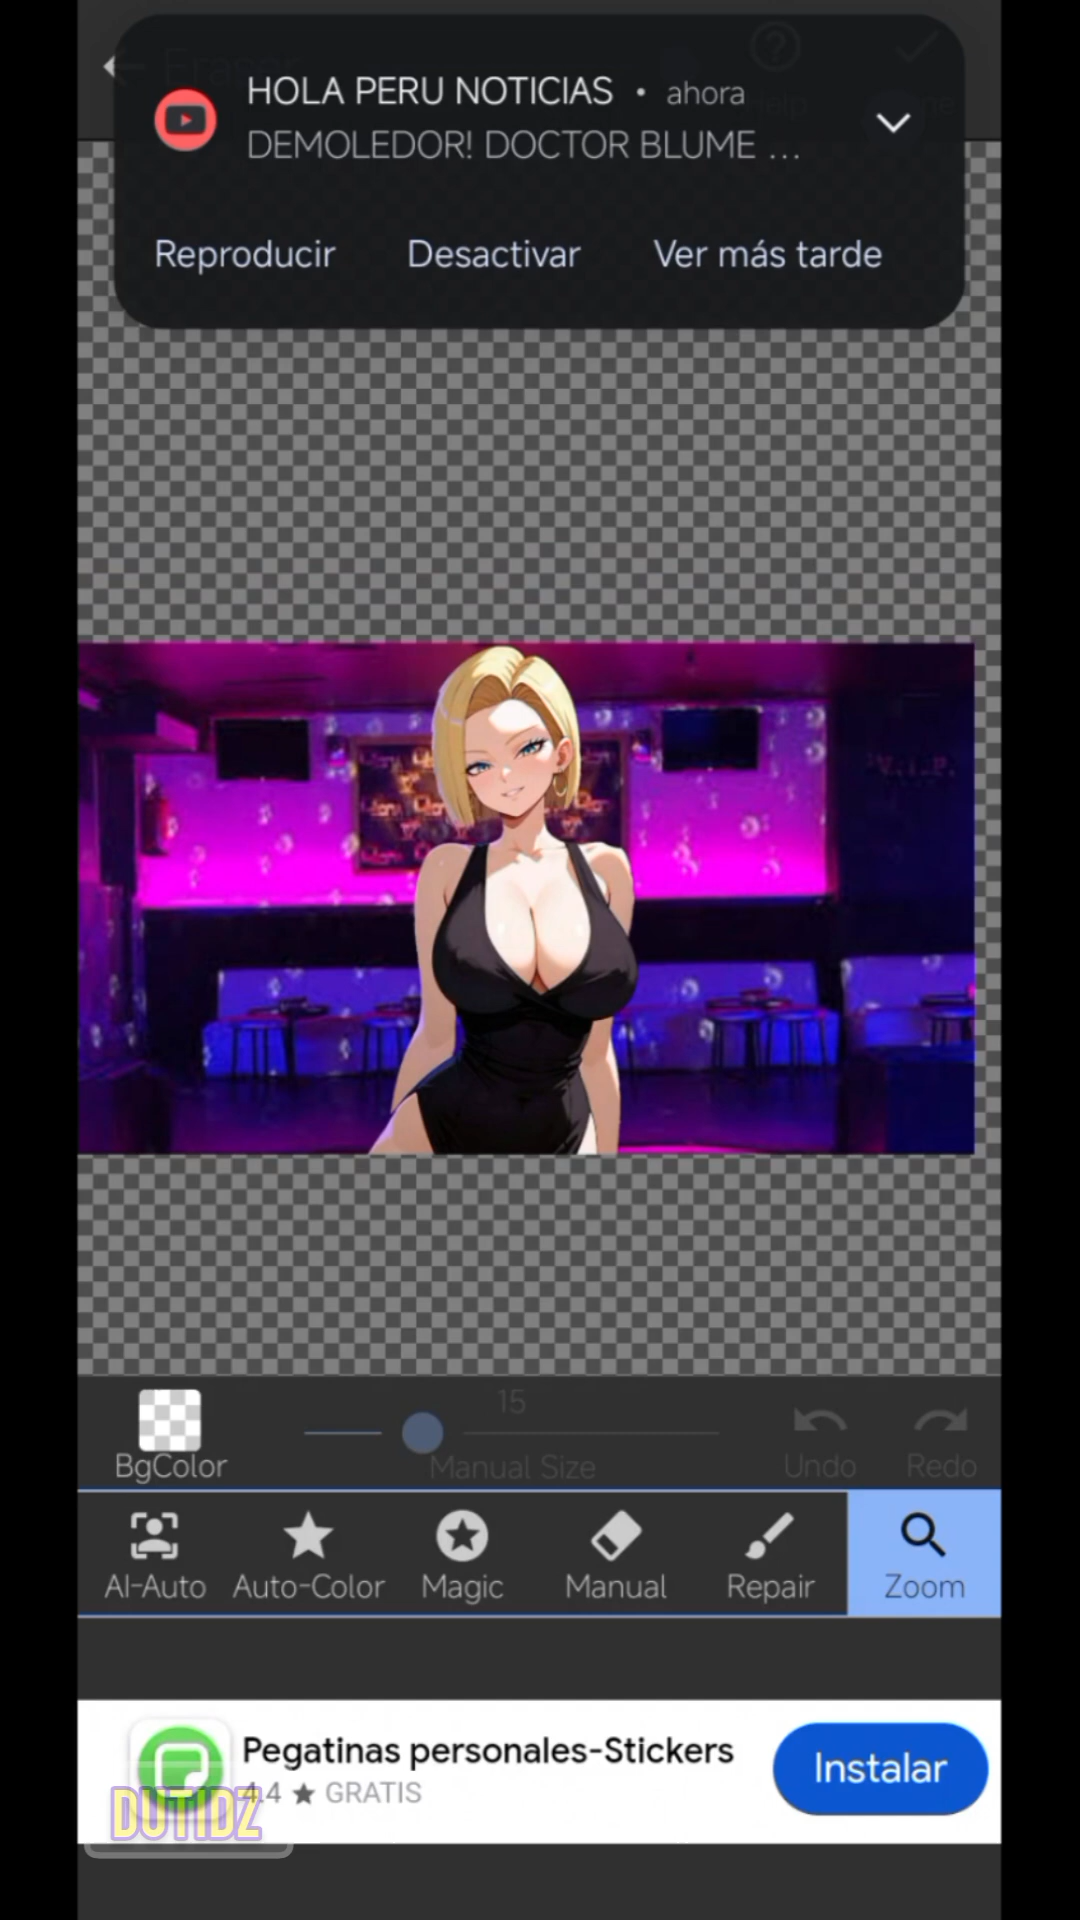 Eraser
HOLA PERU NOTICIAS • ahora
DEMOLEDOR! DOCTOR BLUME ...
Reproducir Desactivar Ver más tarde
V.I.P.
15
BgColor Manual Size Undo Redo
AI-Auto Auto-Color Magic Manual Repair Zoom
Pegatinas personales-Stickers
4.4 ★ GRATIS
Instalar
DUTIDZ